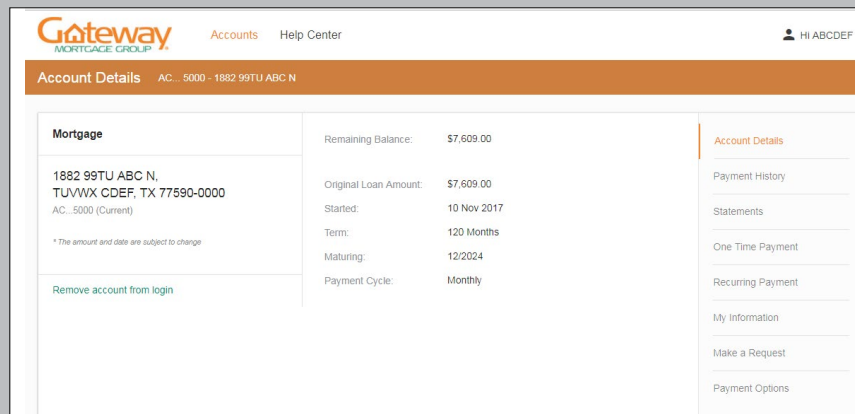 Gateway
MORTGAGE GROUP
Accounts Help Center
Hi ABCDEF
Account Details AC... 5000 - 1882 99TU ABC N
Mortgage
1882 99TU ABC N,
TUVWX CDEF, TX 77590-0000
AC...5000 (Current)
* The amount and date are subject to change
Remove account from login
Remaining Balance: $7,609.00
Original Loan Amount: $7,609.00
Started: 10 Nov 2017
Term: 120 Months
Maturing: 12/2024
Payment Cycle: Monthly
Account Details
Payment History
Statements
One Time Payment
Recurring Payment
My Information
Make a Request
Payment Options